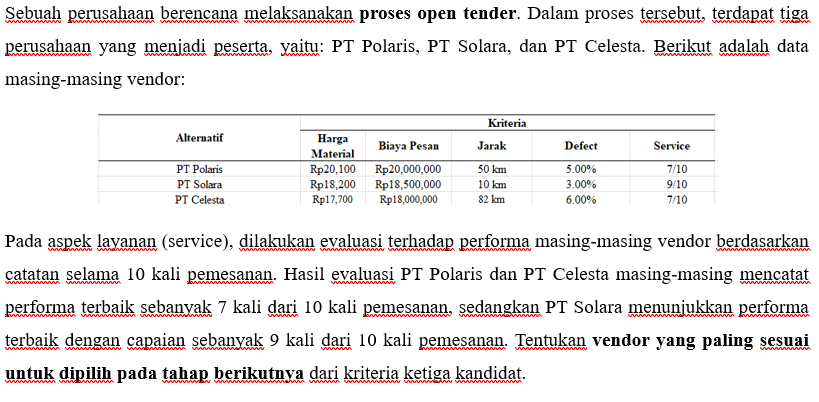 Sebuah perusahaan berencana melaksanakan proses open tender. Dalam proses tersebut, terdapat tiga
perusahaan yang menjadi peserta, yaitu: PT Polaris, PT Solara, dan PT Celesta. Berikut adalah data
masing-masing vendor:
Kriteria
Alternatif Harga Material Biaya Pesan Jarak Defect Service
PT Polaris Rp20,100 Rp20,000,000 50 km 5.00% 7/10
PT Solara Rp18,200 Rp18,500,000 10 km 3.00% 9/10
PT Celesta Rp17,700 Rp18,000,000 82 km 6.00% 7/10
Pada aspek layanan (service), dilakukan evaluasi terhadap performa masing-masing vendor berdasarkan
catatan selama 10 kali pemesanan. Hasil evaluasi PT Polaris dan PT Celesta masing-masing mencatat
performa terbaik sebanyak 7 kali dari 10 kali pemesanan, sedangkan PT Solara menunjukkan performa
terbaik dengan capaian sebanyak 9 kali dari 10 kali pemesanan. Tentukan vendor yang paling sesuai
untuk dipilih pada tahap berikutnya dari kriteria ketiga kandidat.